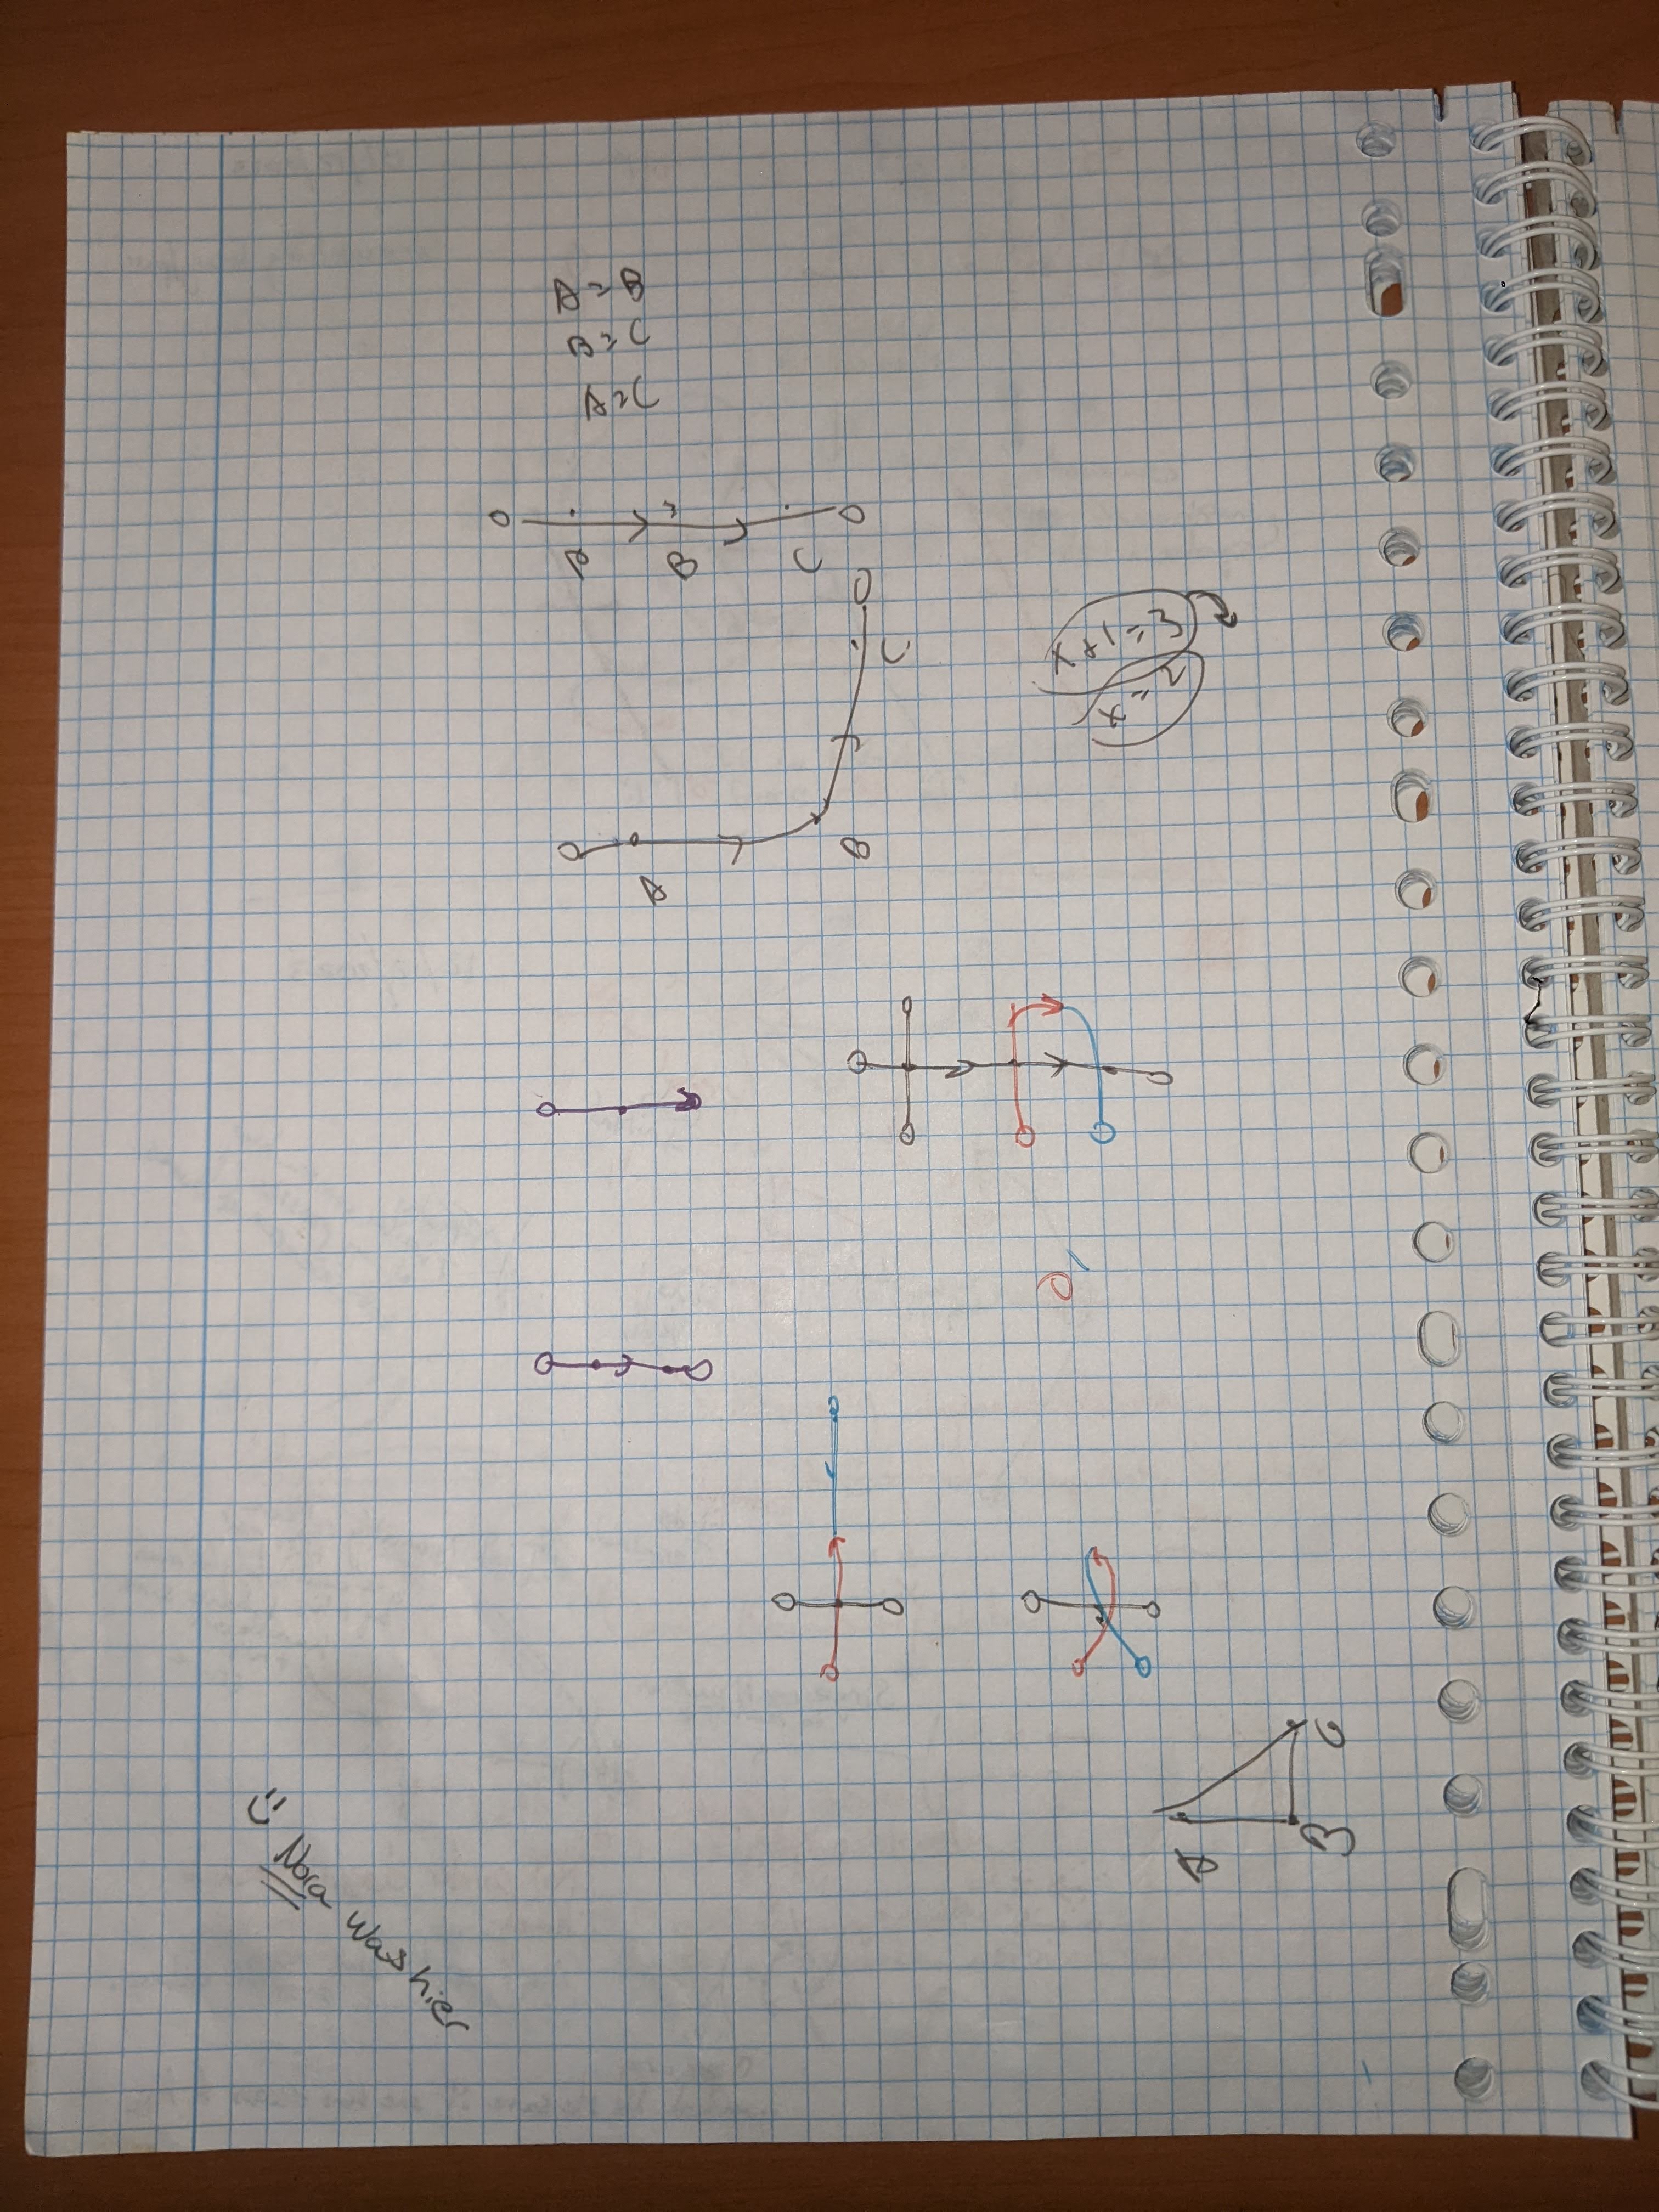 A = B
B = C
A = C
A B C
C
x+1=3
x = 2
B
A
C
A B
Nora was hier